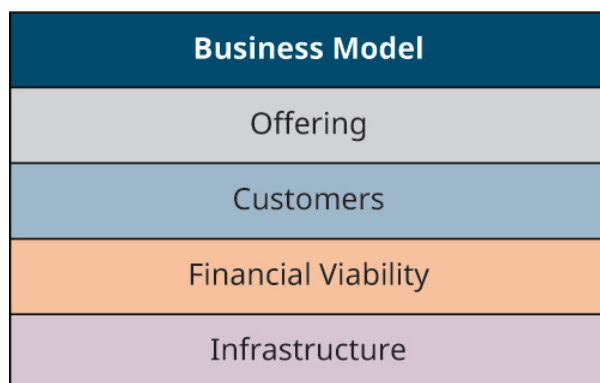 Business Model
Offering
Customers
Financial Viability
Infrastructure